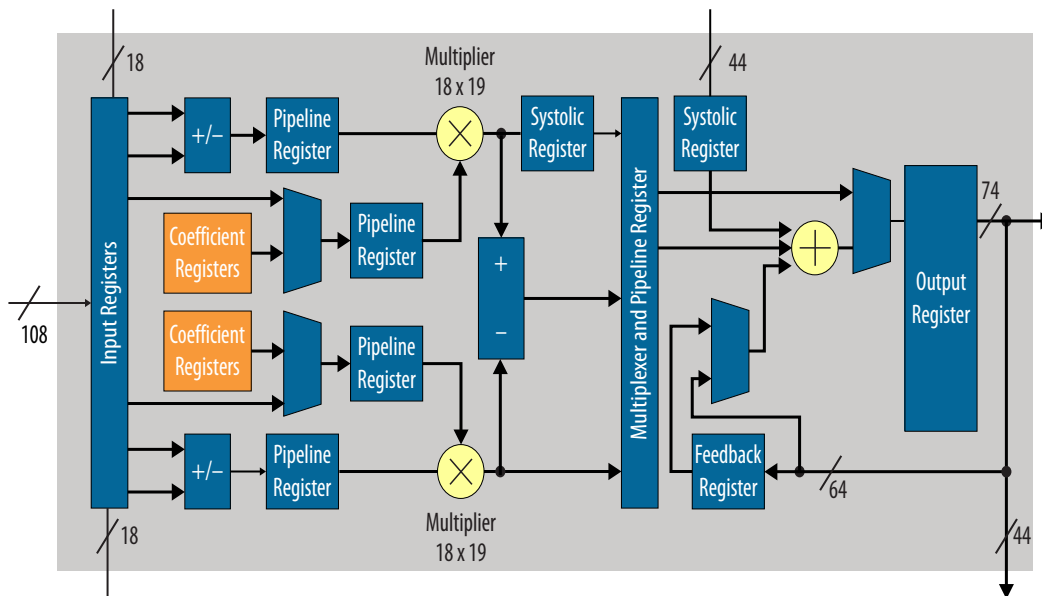 18
44
Multiplier
18 x 19
+/−
Pipeline
Register
Systolic
Register
Systolic
Register
Coefficient
Registers
Pipeline
Register
+
−
74
Output
Register
108
Input Registers
Multiplexer and Pipeline Register
Coefficient
Registers
Pipeline
Register
+/−
Pipeline
Register
Feedback
Register
64
18
Multiplier
18 x 19
44